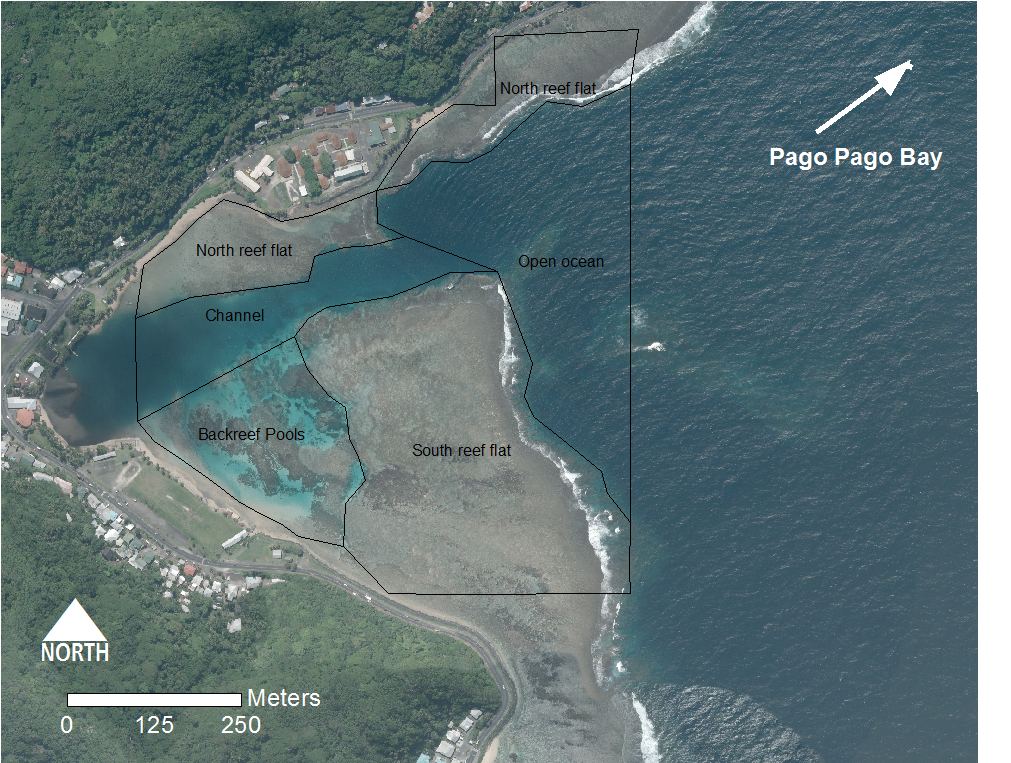 North reef flat
Pago Pago Bay
North reef flat
Open ocean
Channel
Backreef Pools
South reef flat
NORTH
Meters
0 125 250